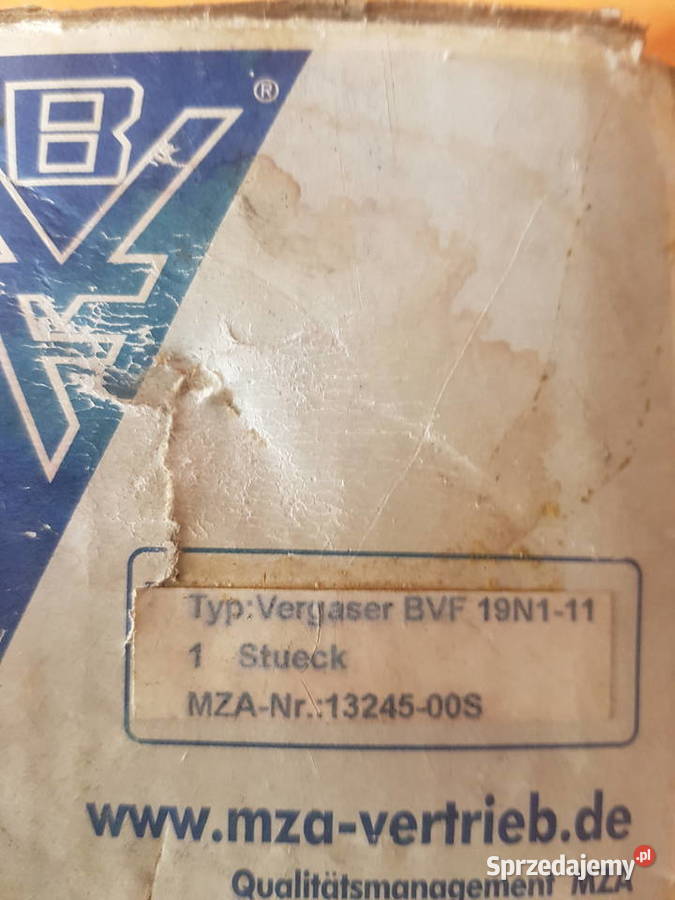 BVF ®
Typ:Vergaser BVF 19N1-11
1 Stueck
MZA-Nr.:13245-00S
www.mza-vertrieb.de
Qualitätsmanagement MZA
Sprzedajemy.pl